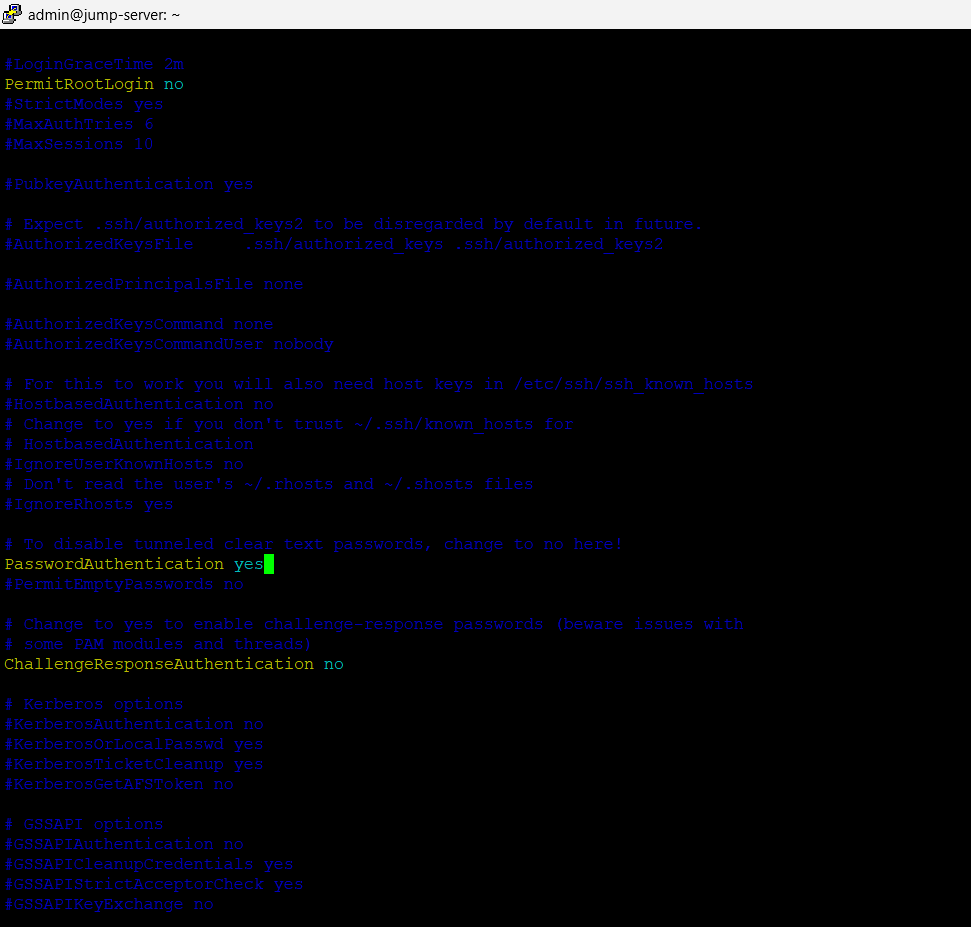 admin@jump-server: ~
#LoginGraceTime 2m
PermitRootLogin no
#StrictModes yes
#MaxAuthTries 6
#MaxSessions 10
#PubkeyAuthentication yes
# Expect .ssh/authorized_keys2 to be disregarded by default in future.
#AuthorizedKeysFile     .ssh/authorized_keys .ssh/authorized_keys2
#AuthorizedPrincipalsFile none
#AuthorizedKeysCommand none
#AuthorizedKeysCommandUser nobody
# For this to work you will also need host keys in /etc/ssh/ssh_known_hosts
#HostbasedAuthentication no
# Change to yes if you don't trust ~/.ssh/known_hosts for
# HostbasedAuthentication
#IgnoreUserKnownHosts no
# Don't read the user's ~/.rhosts and ~/.shosts files
#IgnoreRhosts yes
# To disable tunneled clear text passwords, change to no here!
PasswordAuthentication yes
#PermitEmptyPasswords no
# Change to yes to enable challenge-response passwords (beware issues with
# some PAM modules and threads)
ChallengeResponseAuthentication no
# Kerberos options
#KerberosAuthentication no
#KerberosOrLocalPasswd yes
#KerberosTicketCleanup yes
#KerberosGetAFSToken no
# GSSAPI options
#GSSAPIAuthentication no
#GSSAPICleanupCredentials yes
#GSSAPIStrictAcceptorCheck yes
#GSSAPIKeyExchange no